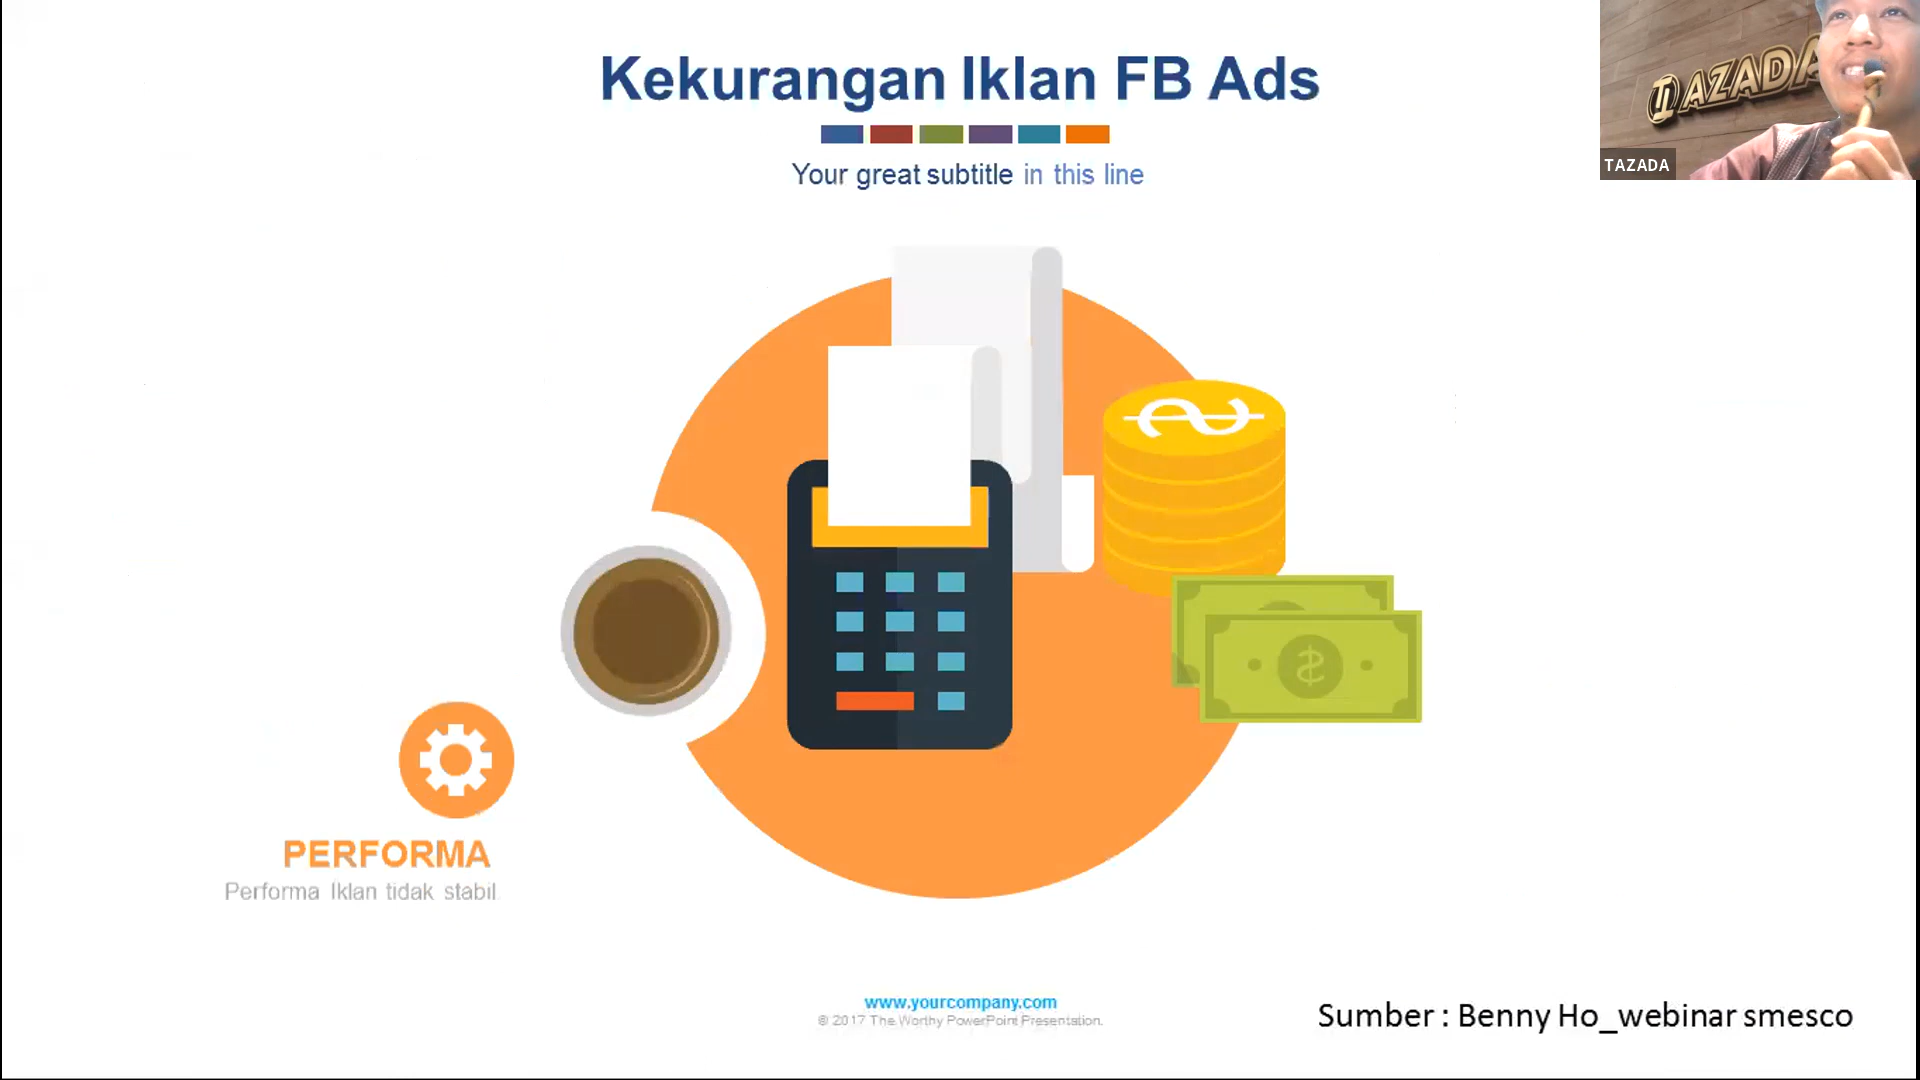 Kekurangan Iklan FB Ads
Your great subtitle in this line
TAZADA
TAZADA
PERFORMA
Performa Iklan tidak stabil
www.yourcompany.com
© 2017 The Worthy PowerPoint Presentation.
Sumber : Benny Ho_webinar smesco